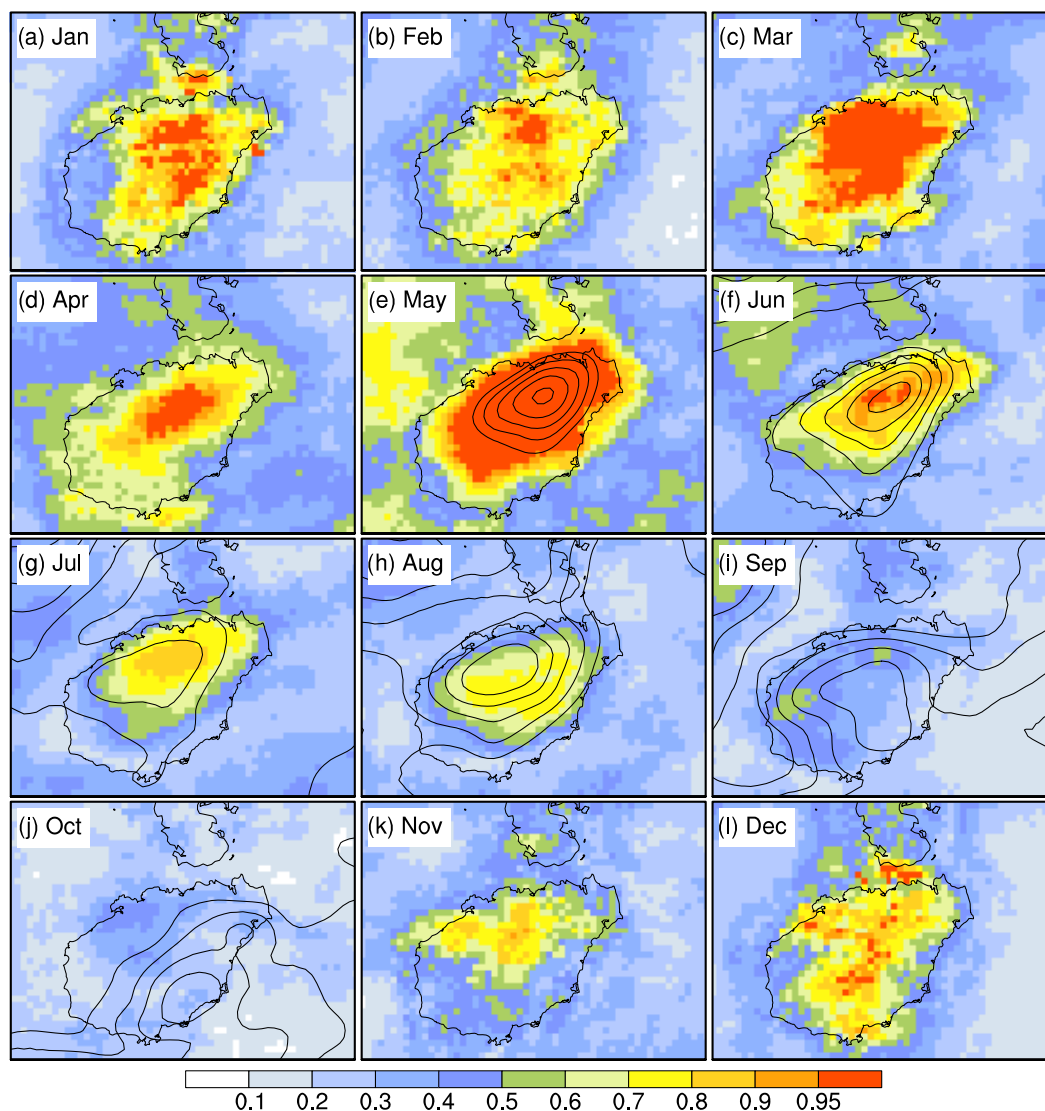 (a) Jan
(b) Feb
(c) Mar
(d) Apr
(e) May
(f) Jun
(g) Jul
(h) Aug
(i) Sep
(j) Oct
(k) Nov
(l) Dec
0.1 0.2 0.3 0.4 0.5 0.6 0.7 0.8 0.9 0.95